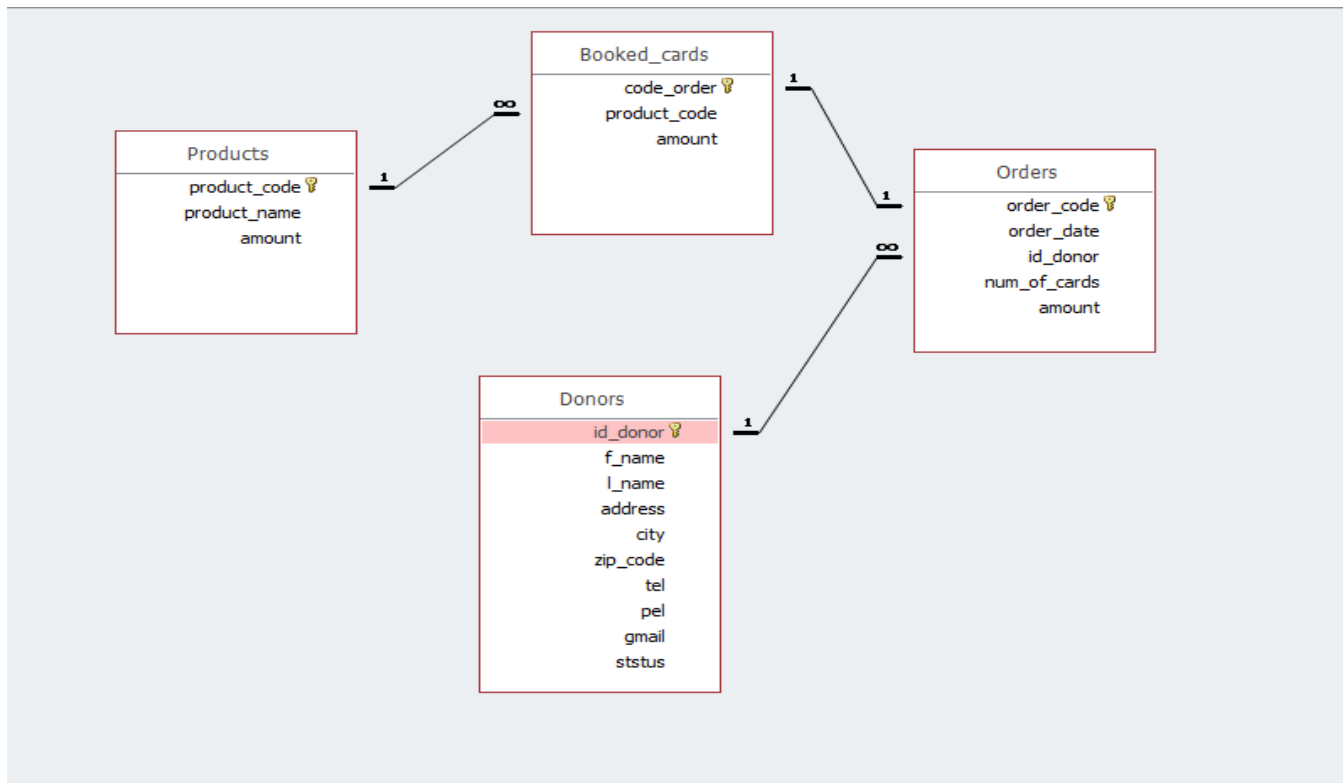 Booked_cards
code_order
product_code
amount
1
∞
Products
product_code
product_name
amount
1
Orders
order_code
order_date
id_donor
num_of_cards
amount
1
∞
Donors
id_donor
f_name
l_name
address
city
zip_code
tel
pel
gmail
ststus
1